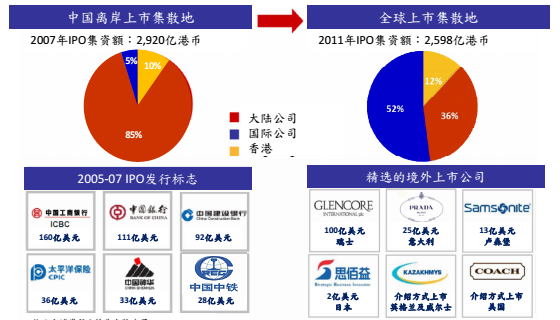 中国离岸上市集散地
全球上市集散地
2007年IPO集资额：2,920亿港币
2011年IPO集资额：2,598亿港币
5%
10%
85%
12%
52%
36%
大陆公司
国际公司
香港
2005-07 IPO发行标志
精选的境外上市公司
中国工商银行
ICBC
160亿美元
中国银行
BANK OF CHINA
111亿美元
中国建设银行
China Construction Bank
92亿美元
GLENCORE
INTERNATIONAL plc
100亿美元
瑞士
PRADA
25亿美元
意大利
Samsonite
13亿美元
卢森堡
太平洋保险
CPIC
36亿美元
中国神华
CHINA SHENHUA
33亿美元
CREC
中国中铁
28亿美元
思佰益
Strategic Business Innovator
2亿美元
日本
KAZAKHMYS
介绍方式上市
英格兰及威尔士
COACH
介绍方式上市
美国